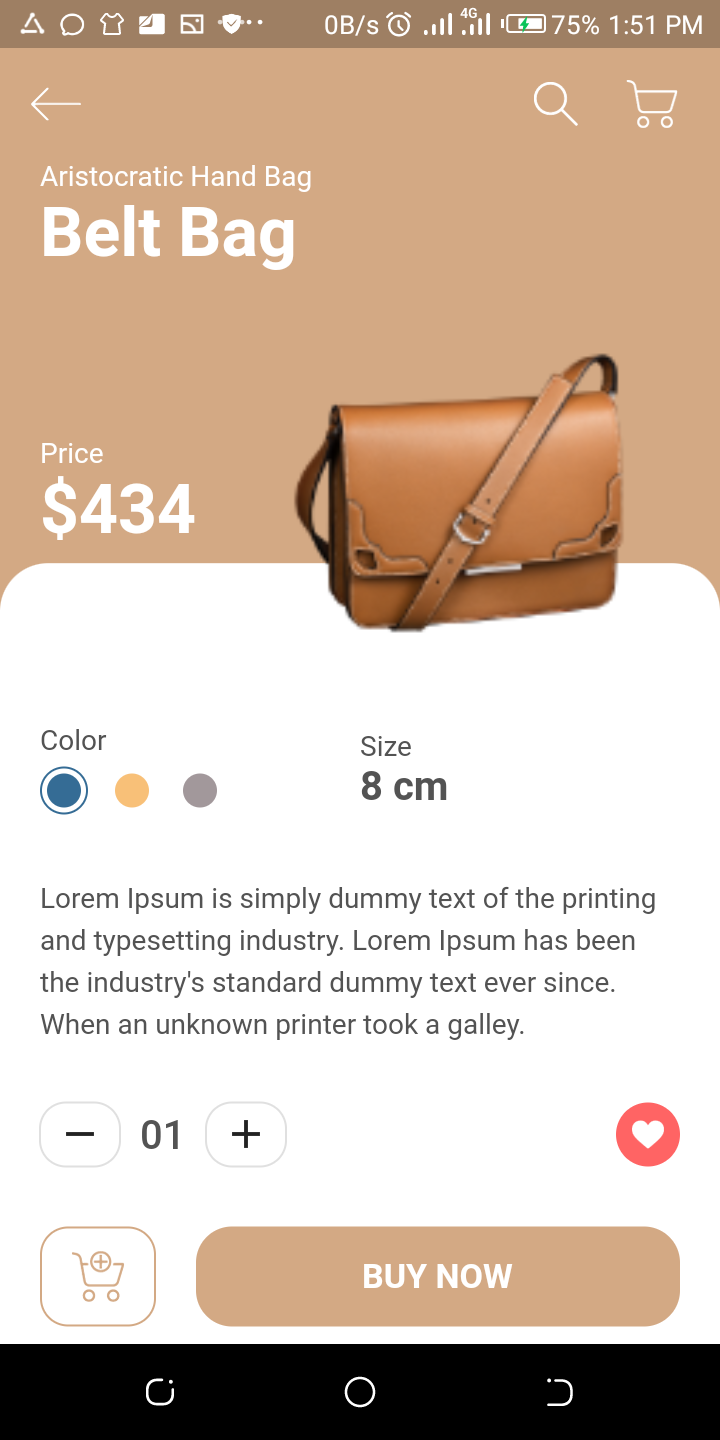 0B/s 4G 75% 1:51 PM
Aristocratic Hand Bag
Belt Bag
Price
$434
Color
Size
8 cm
Lorem Ipsum is simply dummy text of the printing
and typesetting industry. Lorem Ipsum has been
the industry's standard dummy text ever since.
When an unknown printer took a galley.
01
BUY NOW